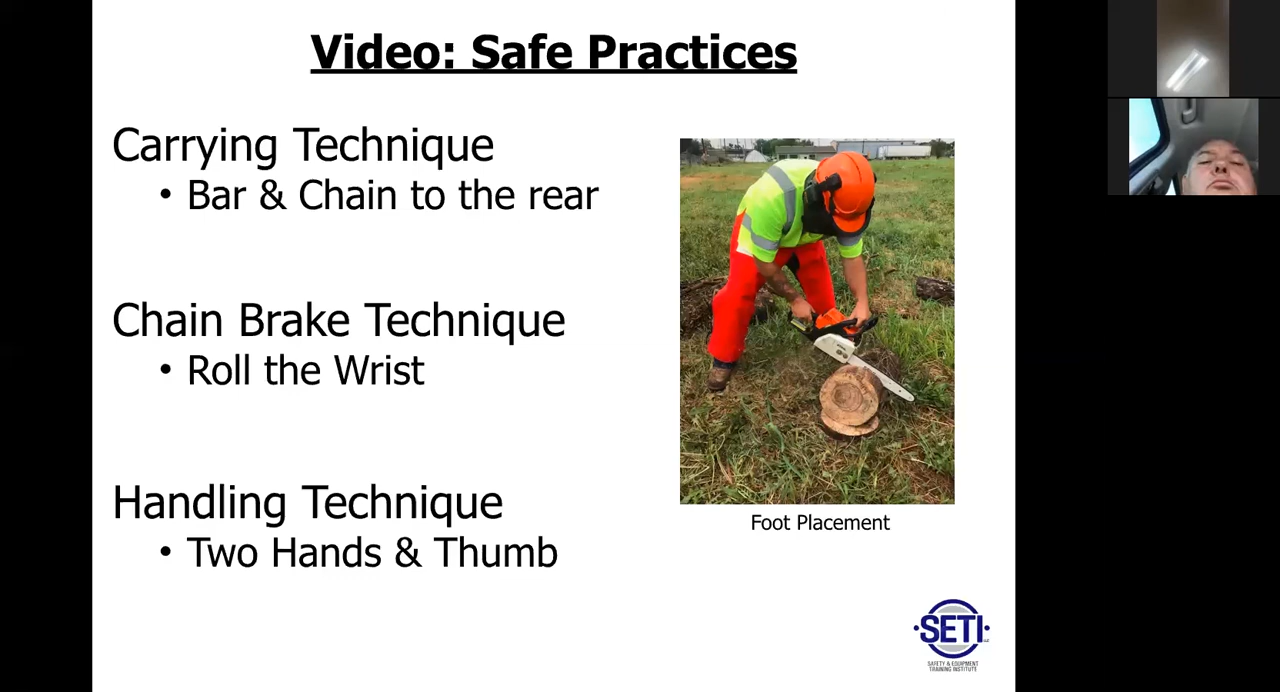 Video: Safe Practices
Carrying Technique
• Bar & Chain to the rear
Chain Brake Technique
• Roll the Wrist
Handling Technique
• Two Hands & Thumb
Foot Placement
SETI
SAFETY & EQUIPMENT
TRAINING INSTITUTE